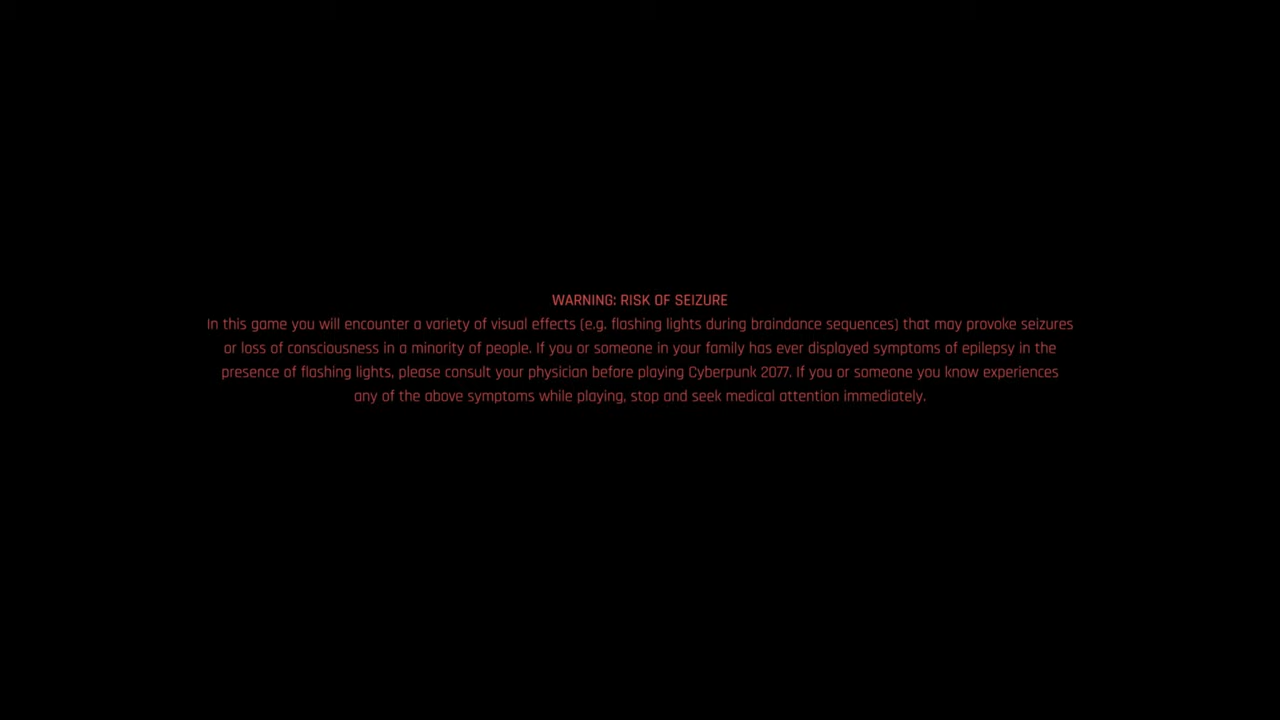 WARNING: RISK OF SEIZURE
In this game you will encounter a variety of visual effects (e.g. flashing lights during braindance sequences) that may provoke seizures
or loss of consciousness in a minority of people. If you or someone in your family has ever displayed symptoms of epilepsy in the
presence of flashing lights, please consult your physician before playing Cyberpunk 2077. If you or someone you know experiences
any of the above symptoms while playing, stop and seek medical attention immediately.